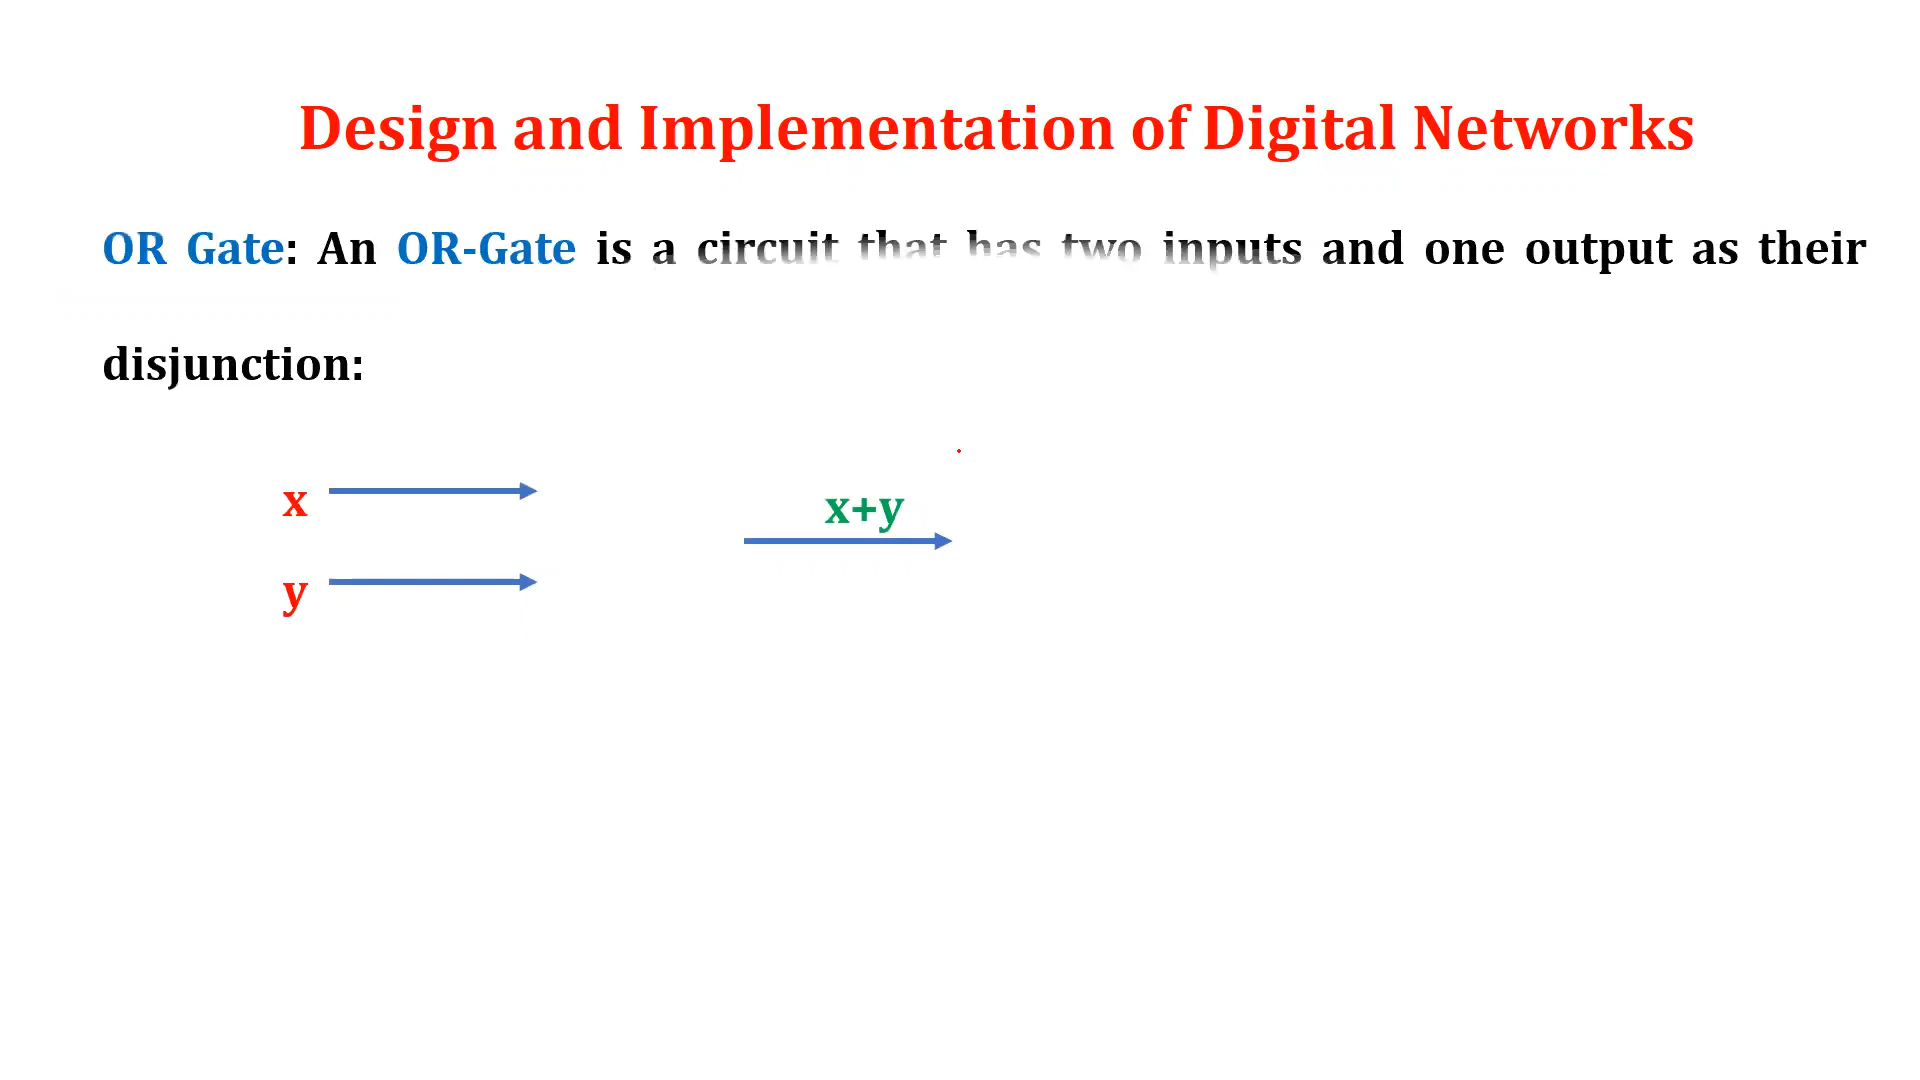 Design and Implementation of Digital Networks
OR Gate: An OR-Gate is a circuit that has two inputs and one output as their
disjunction:
x
x+y
y